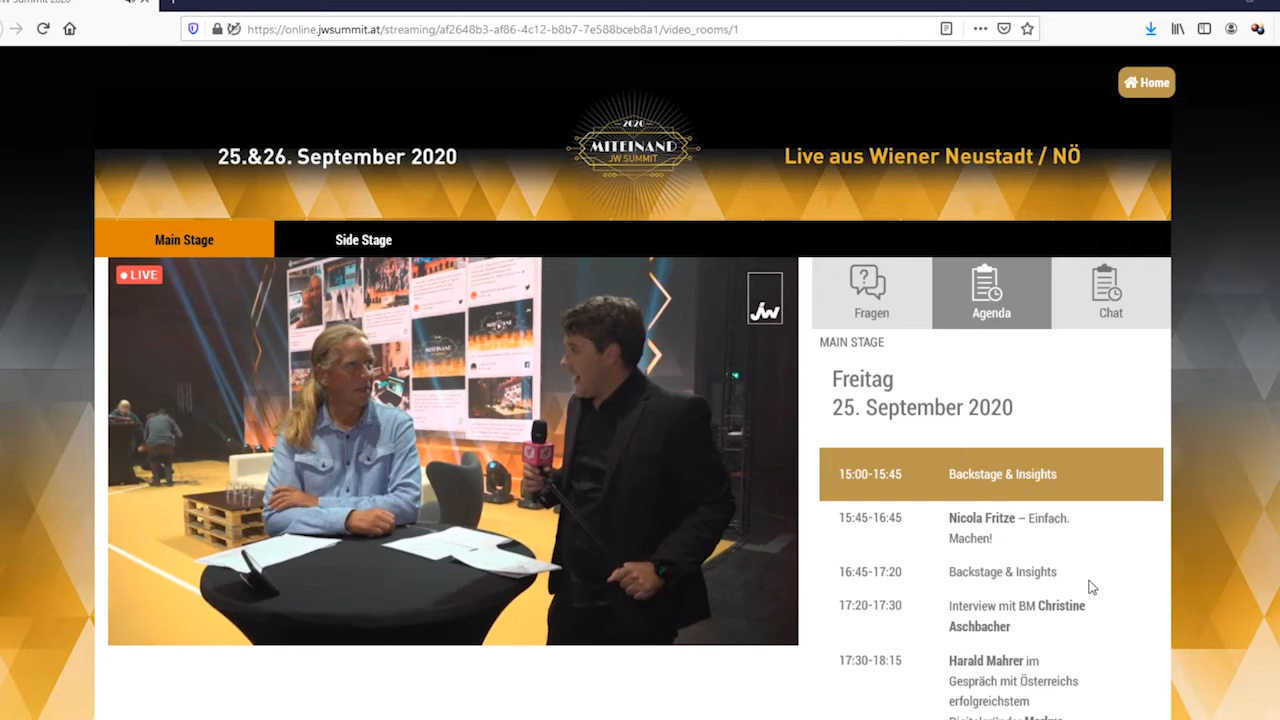 https://online.jwsummit.at/streaming/af2648b3-af86-4c12-b8b7-7e588bceb8a1/video_rooms/1
Home
25.&26. September 2020
2020
MITEINAND
JW SUMMIT
Live aus Wiener Neustadt / NÖ
Main Stage
Side Stage
LIVE
jw
Fragen
Agenda
Chat
MAIN STAGE
Freitag
25. September 2020
15:00-15:45 Backstage & Insights
15:45-16:45 Nicola Fritze – Einfach.
Machen!
16:45-17:20 Backstage & Insights
17:20-17:30 Interview mit BM Christine
Aschbacher
17:30-18:15 Harald Mahrer im
Gespräch mit Österreichs
erfolgreichstem
Digitalgründer Markus